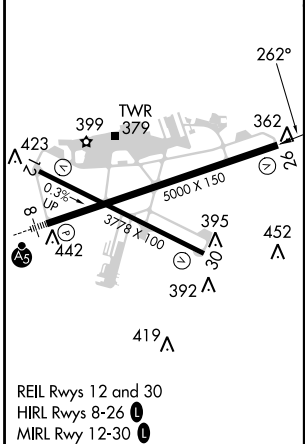 262°
TWR
399 379
362
423
12
V
26
0.3%
UP
5000 X 150
V
8
3778 X 100
P
395
A5
442
V
30
452
392
419
REIL Rwys 12 and 30
HIRL Rwys 8-26 L
MIRL Rwy 12-30 L